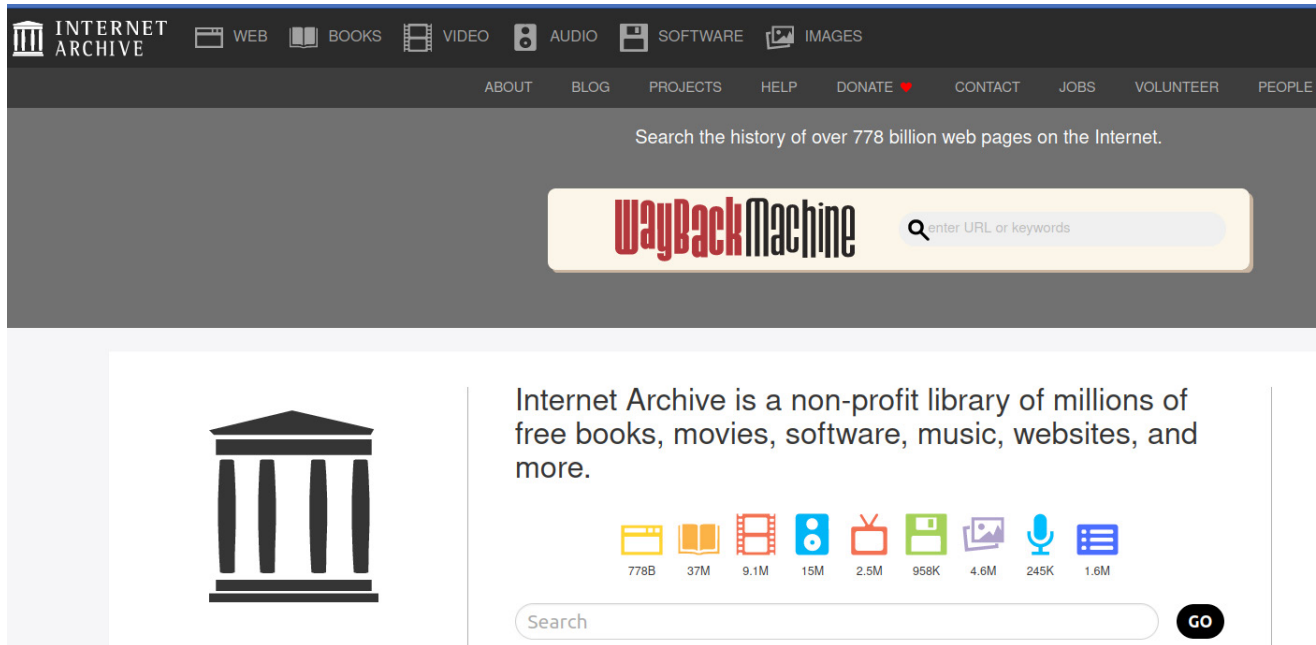 INTERNET
ARCHIVE
WEB BOOKS VIDEO AUDIO SOFTWARE IMAGES
ABOUT BLOG PROJECTS HELP DONATE CONTACT JOBS VOLUNTEER PEOPLE
Search the history of over 778 billion web pages on the Internet.
WayBackMachine
enter URL or keywords
Internet Archive is a non-profit library of millions of
free books, movies, software, music, websites, and
more.
778B 37M 9.1M 15M 2.5M 958K 4.6M 245K 1.6M
Search GO